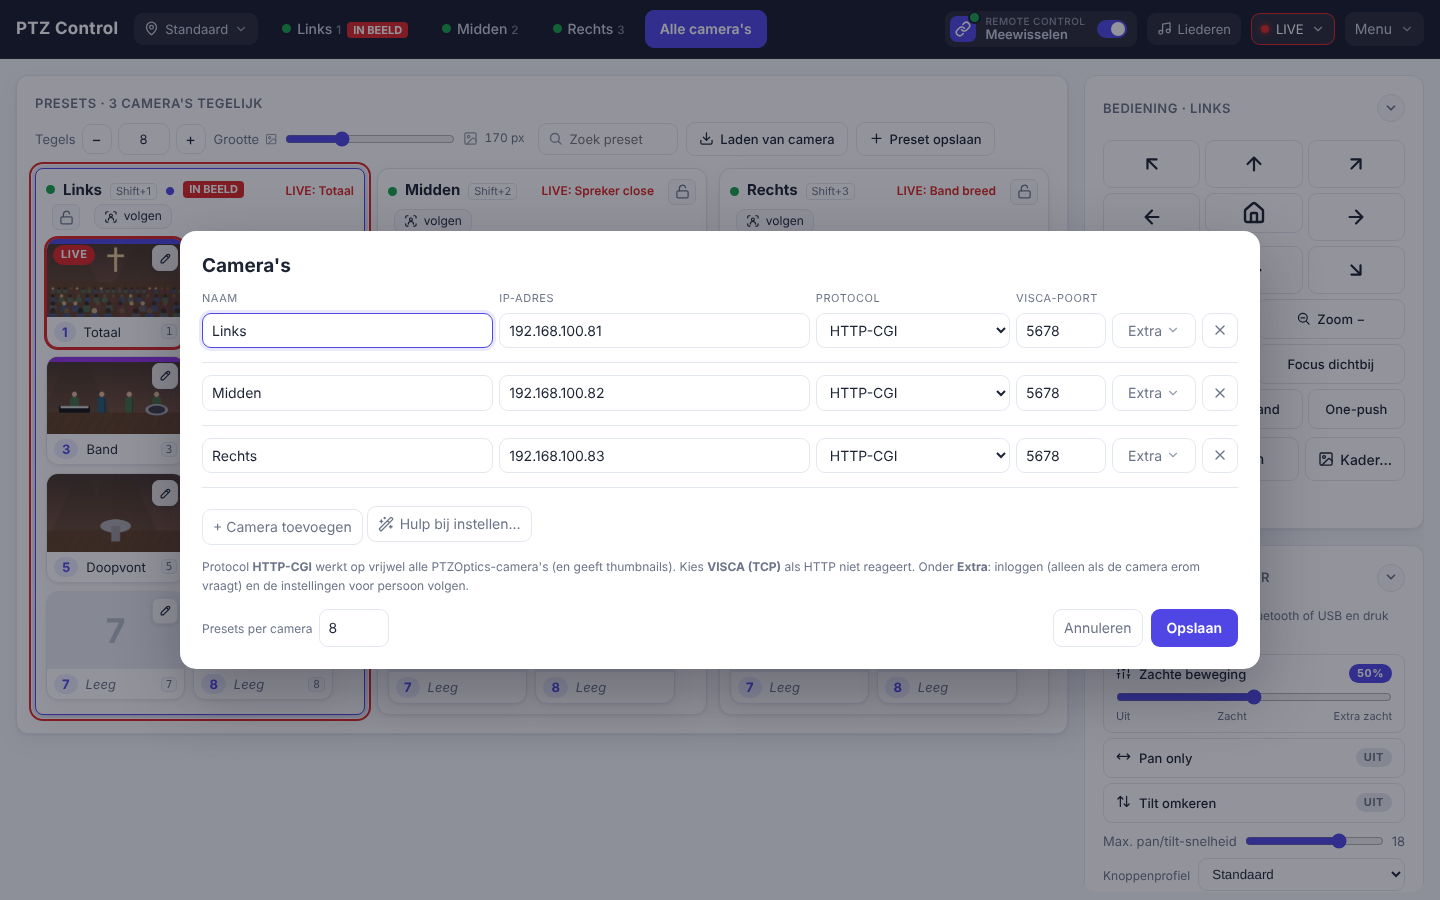 PTZ Control
Standaard
Links 1 IN BEELD
Midden 2
Rechts 3
Alle camera's
REMOTE CONTROL
Meewisselen
Liederen
LIVE
Menu
PRESETS · 3 CAMERA'S TEGELIJK
Tegels − 8 + Grootte 170 px Zoek preset Laden van camera + Preset opslaan
Links Shift+1 IN BEELD LIVE: Totaal
volgen
Midden Shift+2 LIVE: Spreker close
volgen
Rechts Shift+3 LIVE: Band breed
volgen
LIVE
1 Totaal 1
3 Band 3
5 Doopvont 5
7
7 Leeg 7
8 Leeg 8
7 Leeg
8 Leeg
7 Leeg
8 Leeg
Camera's
NAAM IP-ADRES PROTOCOL VISCA-POORT
Links 192.168.100.81 HTTP-CGI 5678 Extra
Midden 192.168.100.82 HTTP-CGI 5678 Extra
Rechts 192.168.100.83 HTTP-CGI 5678 Extra
+ Camera toevoegen Hulp bij instellen...
Protocol HTTP-CGI werkt op vrijwel alle PTZOptics-camera's (en geeft thumbnails). Kies VISCA (TCP) als HTTP niet reageert. Onder Extra: inloggen (alleen als de camera erom
vraagt) en de instellingen voor persoon volgen.
Presets per camera 8 Annuleren Opslaan
BEDIENING · LINKS
Zoom −
Focus dichtbij
One-push
Kader...
uetooth of USB en druk
Zachte beweging 50%
Uit Zacht Extra zacht
Pan only UIT
Tilt omkeren UIT
Max. pan/tilt-snelheid 18
Knoppenprofiel Standaard